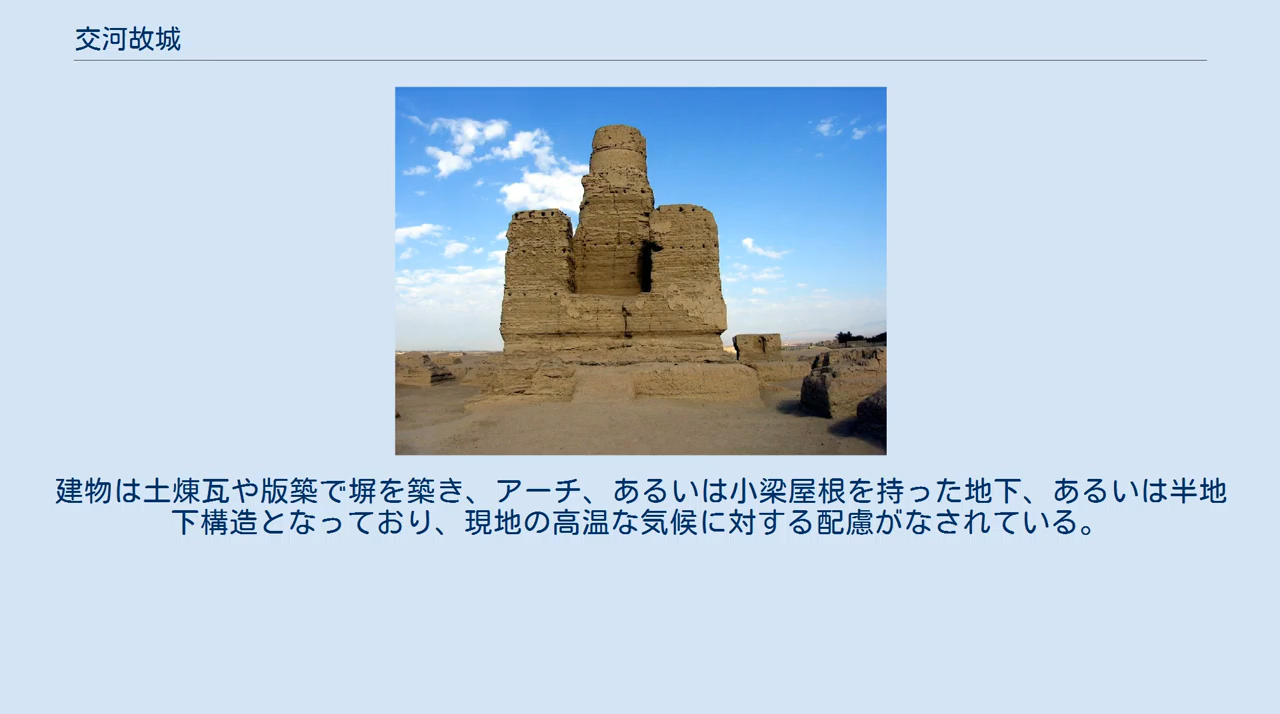 交河故城
建物は土煉瓦や版築で塀を築き、アーチ、あるいは小梁屋根を持った地下、あるいは半地
下構造となっており、現地の高温な気候に対する配慮がなされている。